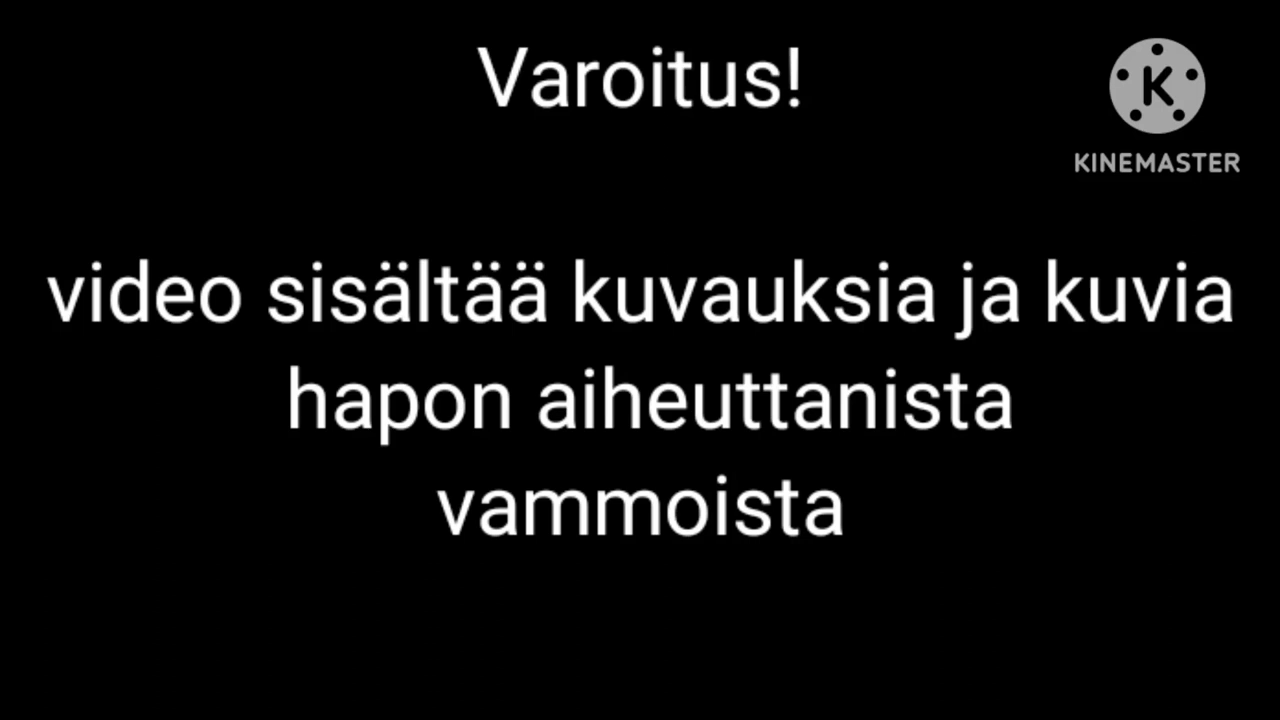 Varoitus!
K
KINEMASTER
video sisältää kuvauksia ja kuvia
hapon aiheuttanista
vammoista